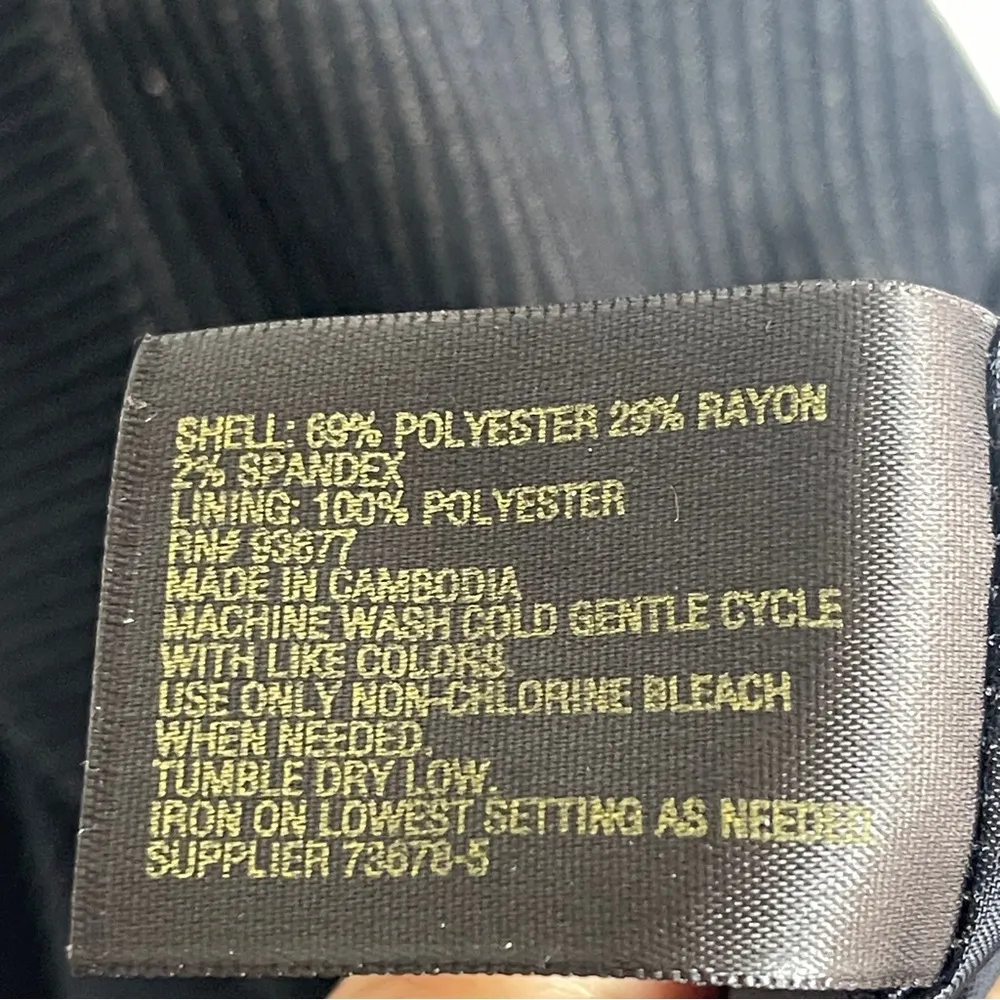 SHELL: 69% POLYESTER 29% RAYON
2% SPANDEX
LINING: 100% POLYESTER
RN# 93677
MADE IN CAMBODIA
MACHINE WASH COLD GENTLE CYCLE
WITH LIKE COLORS.
USE ONLY NON-CHLORINE BLEACH
WHEN NEEDED.
TUMBLE DRY LOW.
IRON ON LOWEST SETTING AS NEEDED.
SUPPLIER